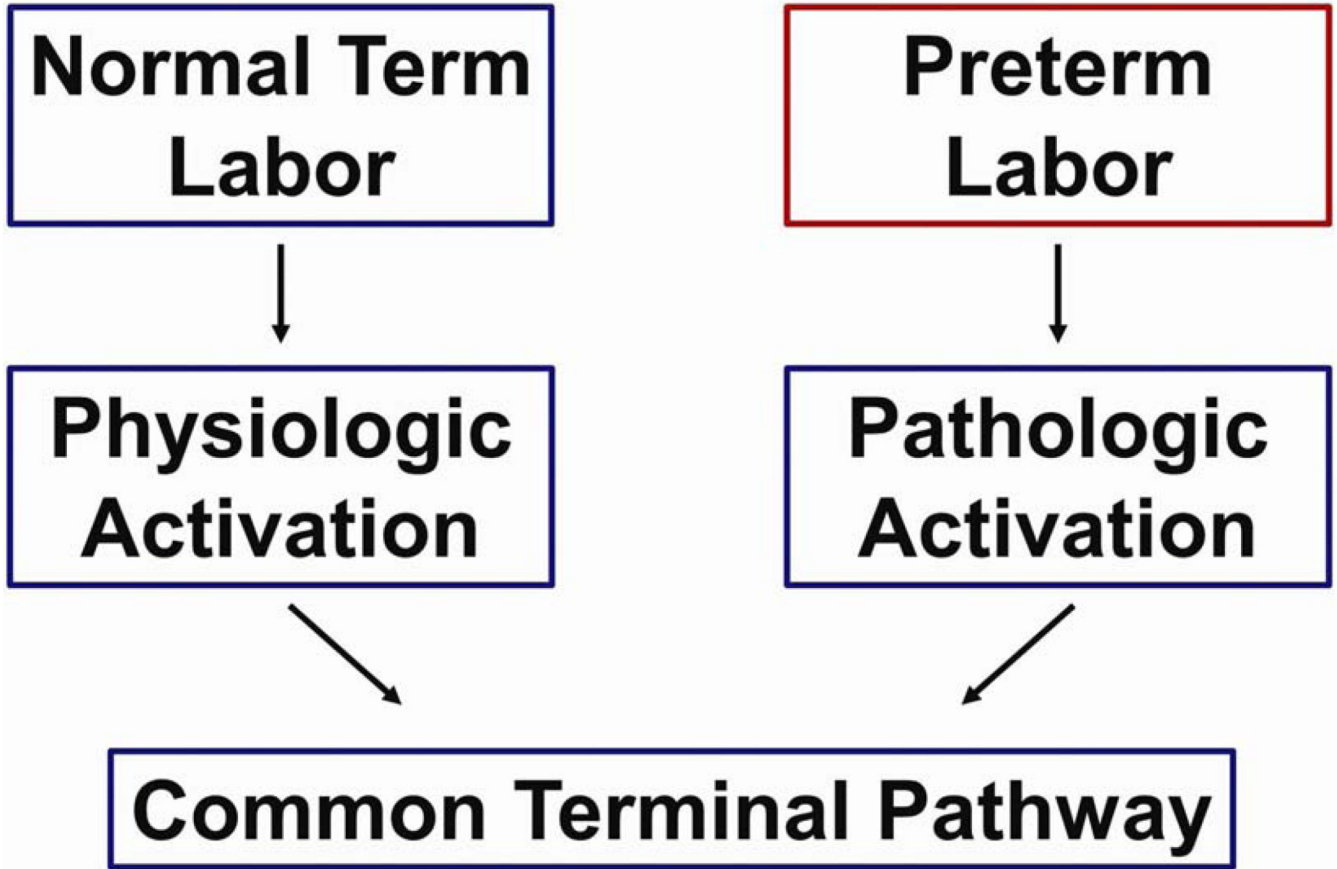 Normal Term
Labor
Preterm
Labor
Physiologic
Activation
Pathologic
Activation
Common Terminal Pathway